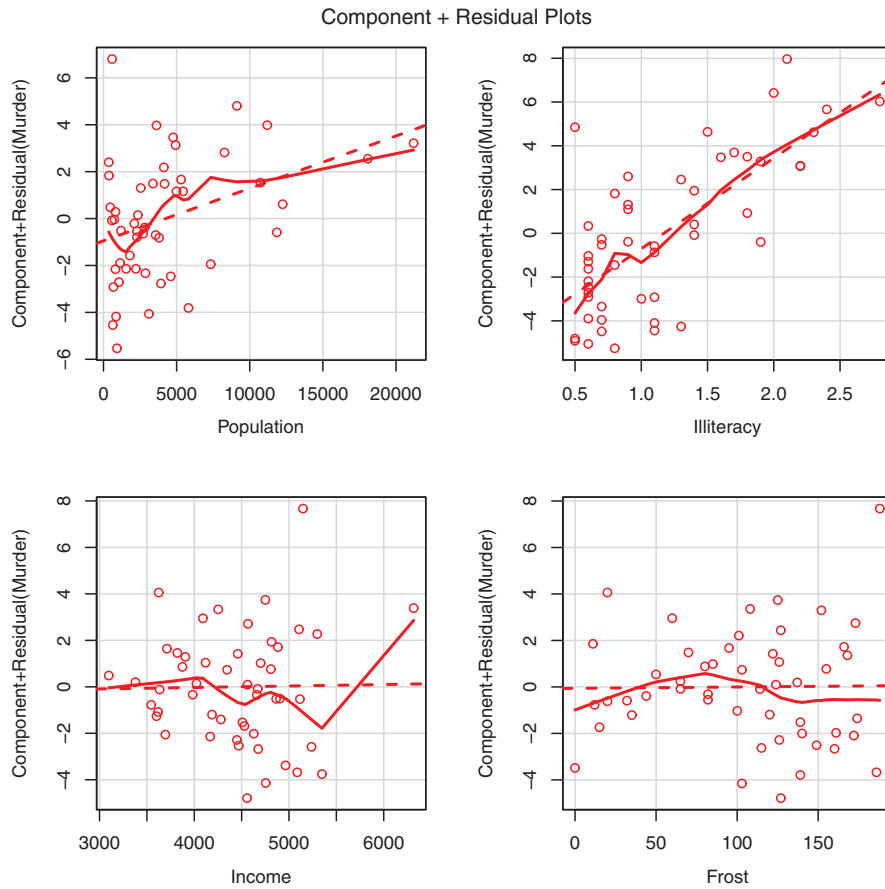 Component + Residual Plots
Component+Residual(Murder)
6
4
2
0
−2
−4
−6
0 5000 10000 15000 20000
Population
Component+Residual(Murder)
8
6
4
2
0
−2
−4
0.5 1.0 1.5 2.0 2.5
Illiteracy
Component+Residual(Murder)
8
6
4
2
0
−2
−4
3000 4000 5000 6000
Income
Component+Residual(Murder)
8
6
4
2
0
−2
−4
0 50 100 150
Frost